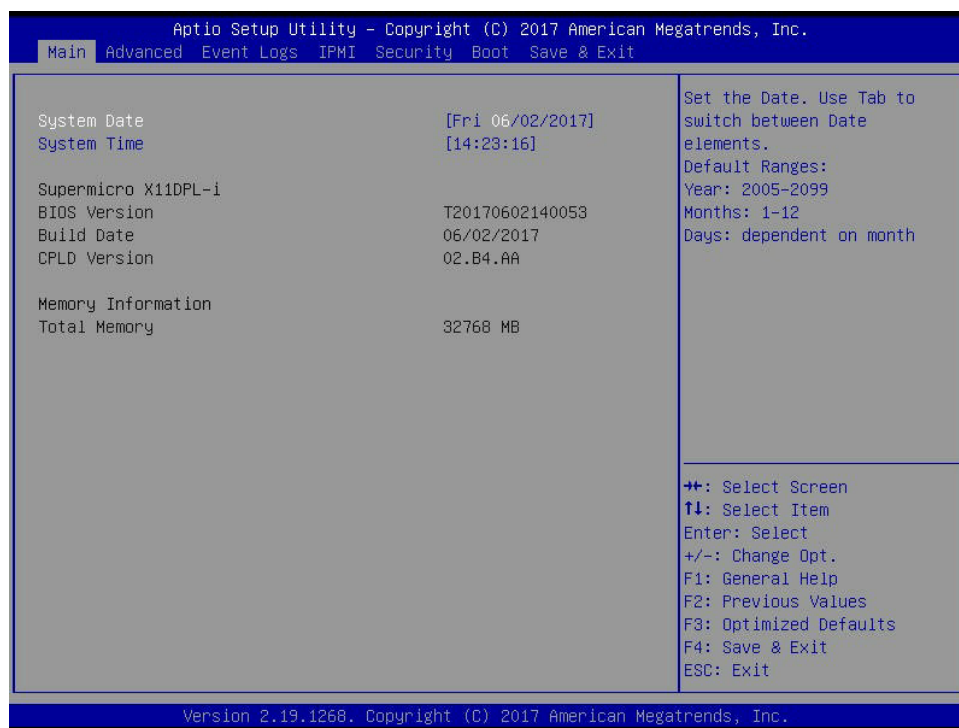 Aptio Setup Utility – Copyright (C) 2017 American Megatrends, Inc.
Main Advanced Event Logs IPMI Security Boot Save & Exit
System Date [Fri 06/02/2017]
System Time [14:23:16]
Supermicro X11DPL-i
BIOS Version T20170602140053
Build Date 06/02/2017
CPLD Version 02.B4.AA
Memory Information
Total Memory 32768 MB
Set the Date. Use Tab to
switch between Date
elements.
Default Ranges:
Year: 2005-2099
Months: 1-12
Days: dependent on month
→←: Select Screen
↑↓: Select Item
Enter: Select
+/-: Change Opt.
F1: General Help
F2: Previous Values
F3: Optimized Defaults
F4: Save & Exit
ESC: Exit
Version 2.19.1268. Copyright (C) 2017 American Megatrends, Inc.